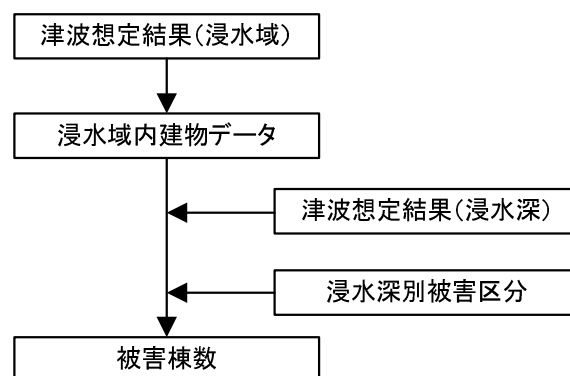 津波想定結果(浸水域)
浸水域内建物データ
津波想定結果(浸水深)
浸水深別被害区分
被害棟数